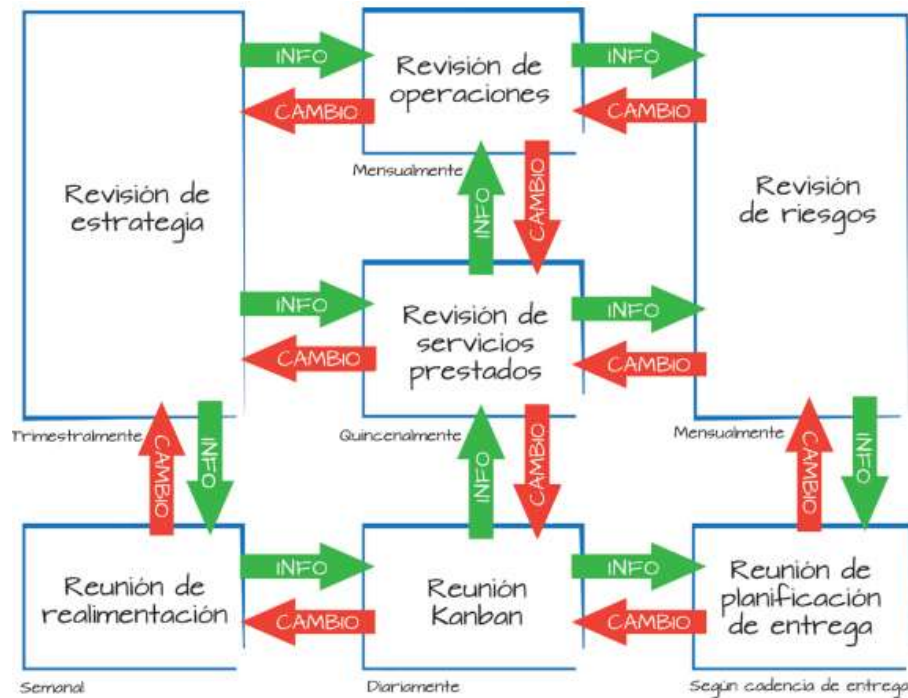 INFO
Revisión de
operaciones
INFO
CAMBIO
CAMBIO
Mensualmente
Revisión de
estrategia
INFO
CAMBIO
Revisión
de riesgos
INFO
Revisión de
servicios
prestados
INFO
CAMBIO
CAMBIO
Trimestralmente
Quincenalmente
Mensualmente
CAMBIO
INFO
INFO
CAMBIO
CAMBIO
INFO
Reunión de
realimentación
INFO
CAMBIO
Reunión
Kanban
INFO
CAMBIO
Reunión de
planificación
de entrega
Semanal
Diariamente
Según cadencia de entrega